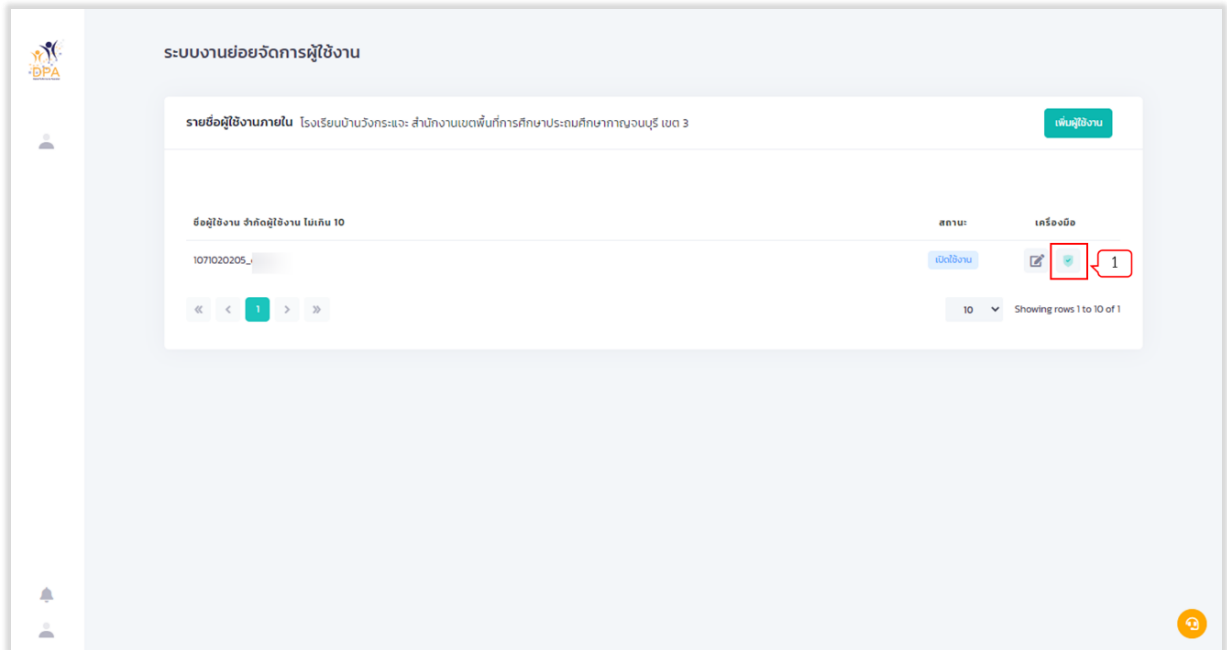 DPA
ระบบงานย่อยจัดการผู้ใช้งาน
รายชื่อผู้ใช้งานภายใน โรงเรียนบ้านวังกระแจะ สำนักงานเขตพื้นที่การศึกษาประถมศึกษากาญจนบุรี เขต 3
เพิ่มผู้ใช้งาน
ชื่อผู้ใช้งาน จำกัดผู้ใช้งาน ไม่เกิน 10 สถานะ เครื่องมือ
1071020205_ เปิดใช้งาน 1
« < 1 > » 10 Showing rows 1 to 10 of 1